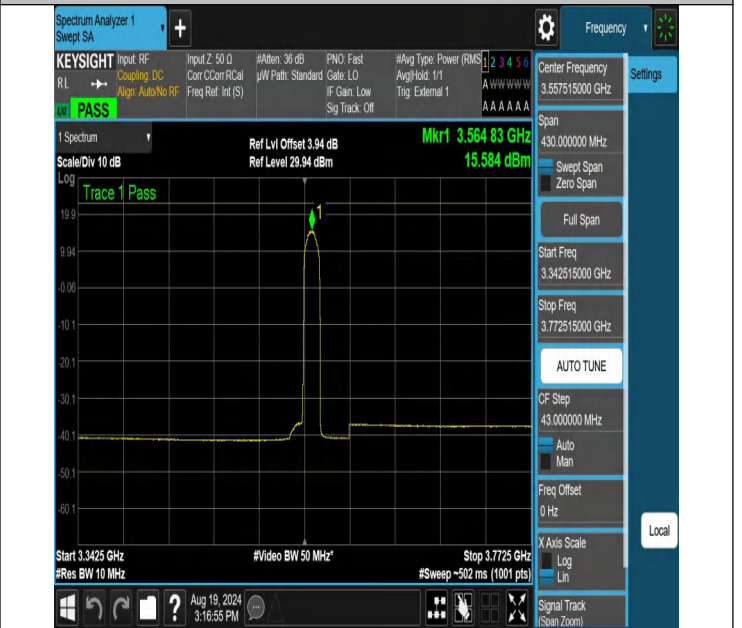 Spectrum Analyzer 1
Swept SA
+
Frequency
KEYSIGHT
RL
PASS
Input: RF
Coupling: DC
Align: Auto/No RF
Input Z: 50 Ω
Corr CCorr RCal
Freq Ref: Int (S)
#Atten: 36 dB
µW Path: Standard
PNO: Fast
Gate: LO
IF Gain: Low
Sig Track: Off
#Avg Type: Power (RMS
Avg|Hold: 1/1
Trig: External 1
1 2 3 4 5 6
A W W W W W
A A A A A A
1 Spectrum
Scale/Div 10 dB
Ref Lvl Offset 3.94 dB
Ref Level 29.94 dBm
Mkr1 3.564 83 GHz
15.584 dBm
Log
Trace 1 Pass
1
19.9
9.94
-0.06
-10.1
-20.1
-30.1
-40.1
-50.1
-60.1
Start 3.3425 GHz
#Res BW 10 MHz
#Video BW 50 MHz*
Stop 3.7725 GHz
#Sweep ~502 ms (1001 pts)
Aug 19, 2024
3:16:55 PM
?
Center Frequency
3.557515000 GHz
Settings
Span
430.000000 MHz
Swept Span
Zero Span
Full Span
Start Freq
3.342515000 GHz
Stop Freq
3.772515000 GHz
AUTO TUNE
CF Step
43.000000 MHz
Auto
Man
Freq Offset
0 Hz
X Axis Scale
Log
Lin
Local
Signal Track
(Span Zoom)